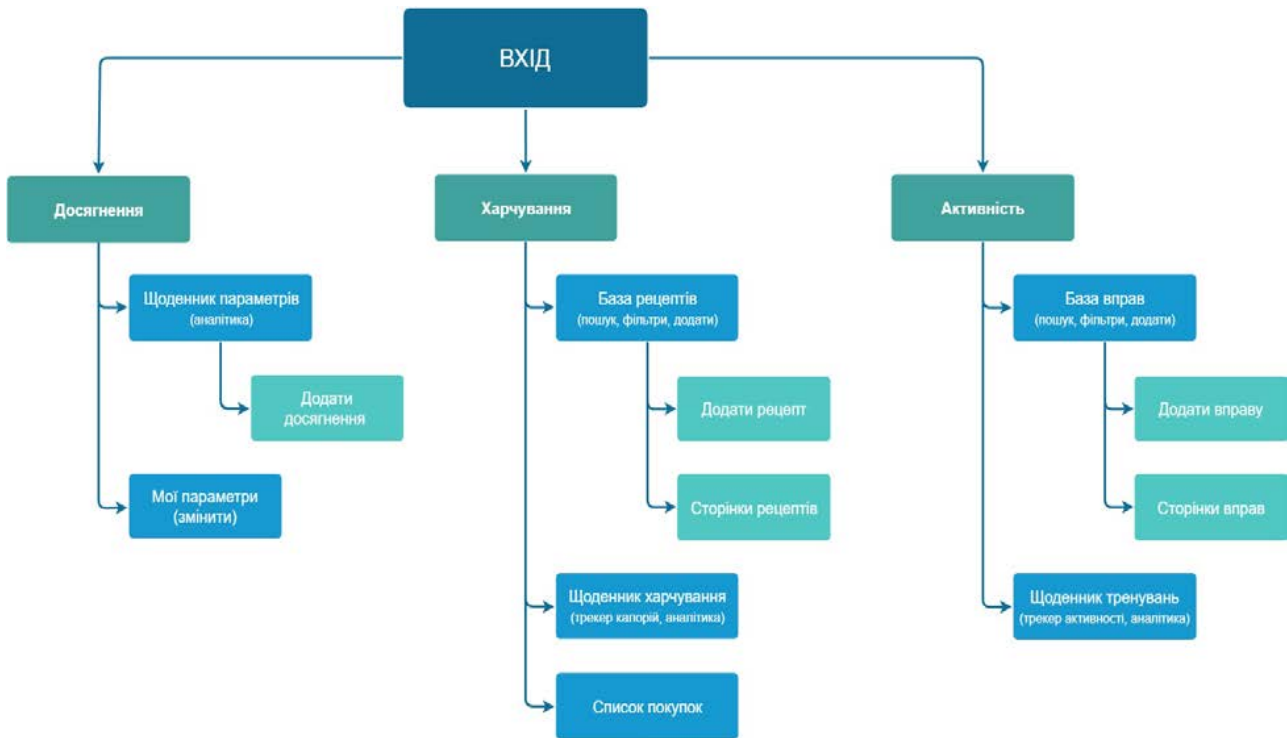 ВХІД
Досягнення
Харчування
Активність
Щоденник параметрів
(аналітика)
База рецептів
(пошук, фільтри, додати)
База вправ
(пошук, фільтри, додати)
Додати
досягнення
Додати рецепт
Додати вправу
Мої параметри
(змінити)
Сторінки рецептів
Сторінки вправ
Щоденник харчування
(трекер капорій, аналітика)
Щоденник тренувань
(трекер активності, аналітика)
Список покупок